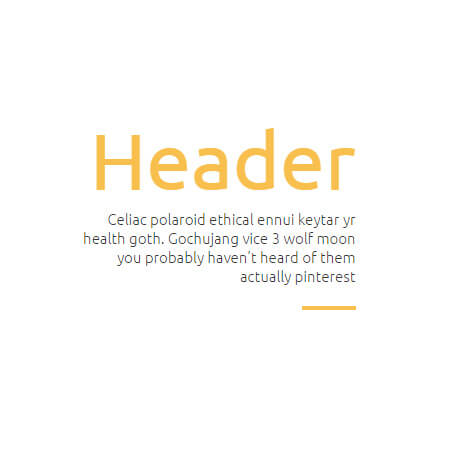 Header
Celiac polaroid ethical ennui keytar yr
health goth. Gochujang vice 3 wolf moon
you probably haven't heard of them
actually pinterest